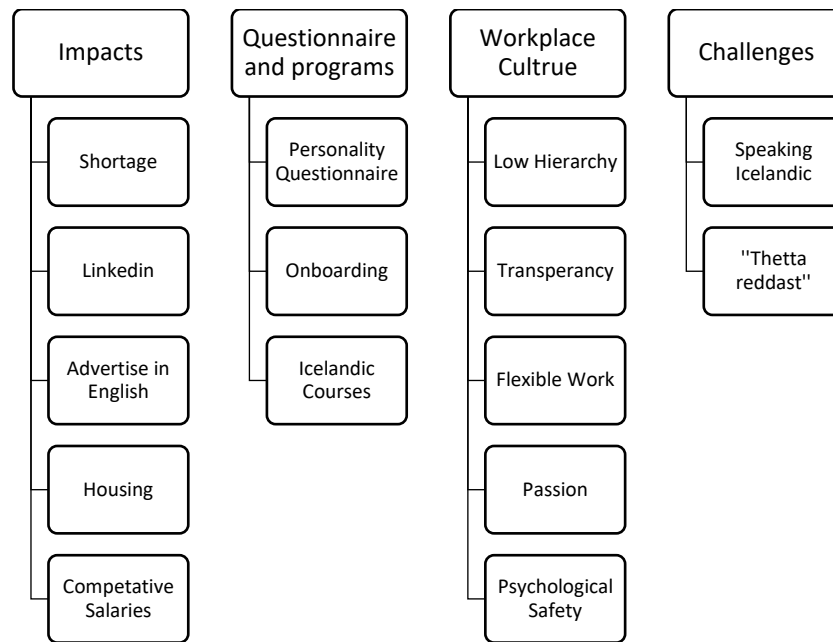 Impacts
Shortage
Linkedin
Advertise in
English
Housing
Competative
Salaries
Questionnaire
and programs
Personality
Questionnaire
Onboarding
Icelandic
Courses
Workplace
Cultrue
Low Hierarchy
Transperancy
Flexible Work
Passion
Psychological
Safety
Challenges
Speaking
Icelandic
"Thetta
reddast"